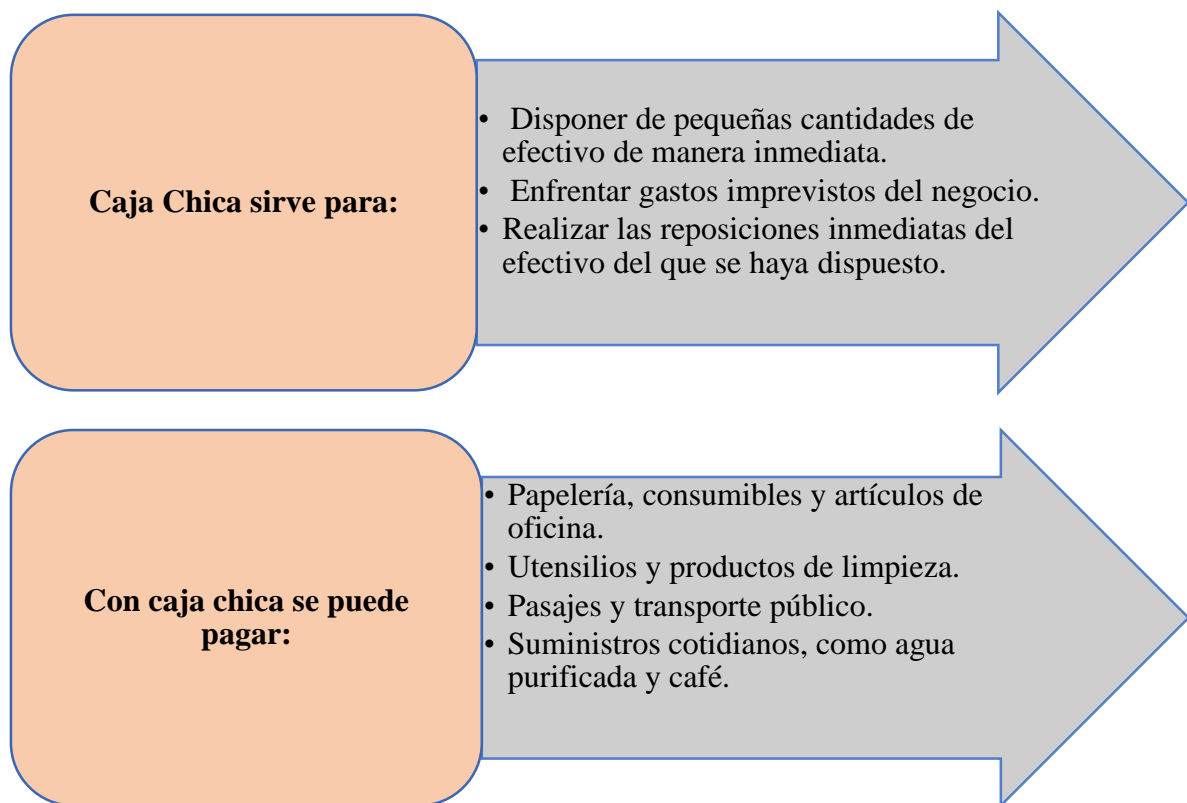 Caja Chica sirve para:
• Disponer de pequeñas cantidades de
efectivo de manera inmediata.
• Enfrentar gastos imprevistos del negocio.
• Realizar las reposiciones inmediatas del
efectivo del que se haya dispuesto.
Con caja chica se puede
pagar:
• Papelería, consumibles y artículos de
oficina.
• Utensilios y productos de limpieza.
• Pasajes y transporte público.
• Suministros cotidianos, como agua
purificada y café.